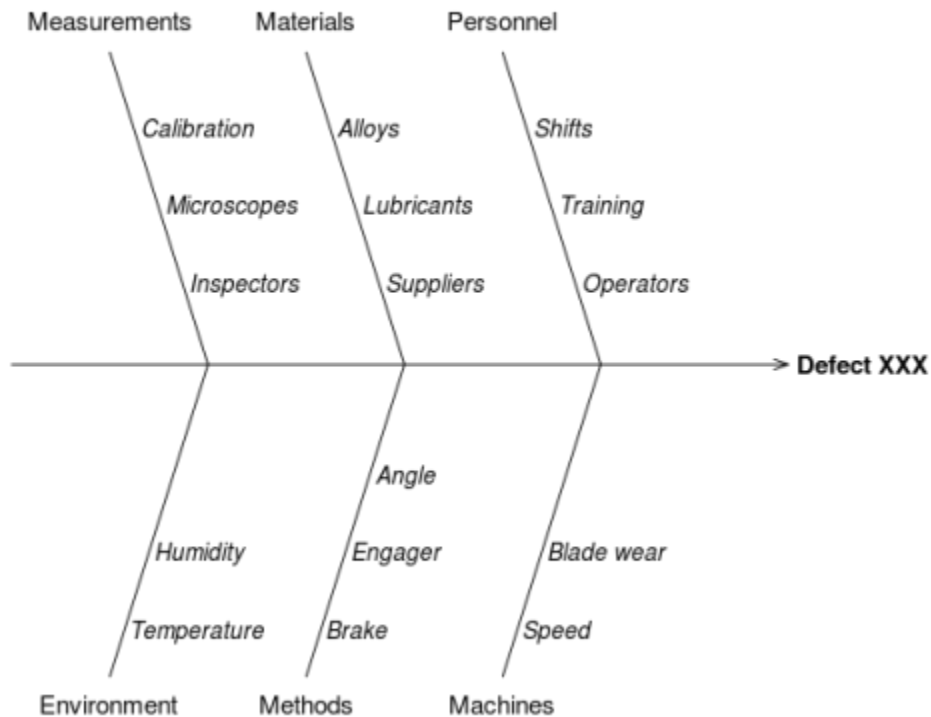 Measurements
Materials
Personnel
Calibration
Alloys
Shifts
Microscopes
Lubricants
Training
Inspectors
Suppliers
Operators
Defect XXX
Angle
Humidity
Engager
Blade wear
Temperature
Brake
Speed
Environment
Methods
Machines